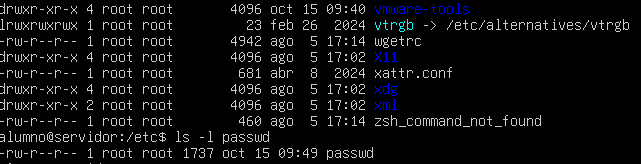 drwxr-xr-x 4 root root 4096 oct 15 09:40 vmware-tools
lrwxrwxrwx 1 root root 23 feb 26 2024 vtrgb -> /etc/alternatives/vtrgb
-rw-r--r-- 1 root root 4942 ago 5 17:14 wgetrc
drwxr-xr-x 4 root root 4096 ago 5 17:02 X11
-rw-r--r-- 1 root root 681 abr 8 2024 xattr.conf
drwxr-xr-x 4 root root 4096 ago 5 17:02 xdg
drwxr-xr-x 2 root root 4096 ago 5 17:02 xml
-rw-r--r-- 1 root root 460 ago 5 17:14 zsh_command_not_found
alumno@servidor:/etc$ ls -l passwd
-rw-r--r-- 1 root root 1737 oct 15 09:49 passwd